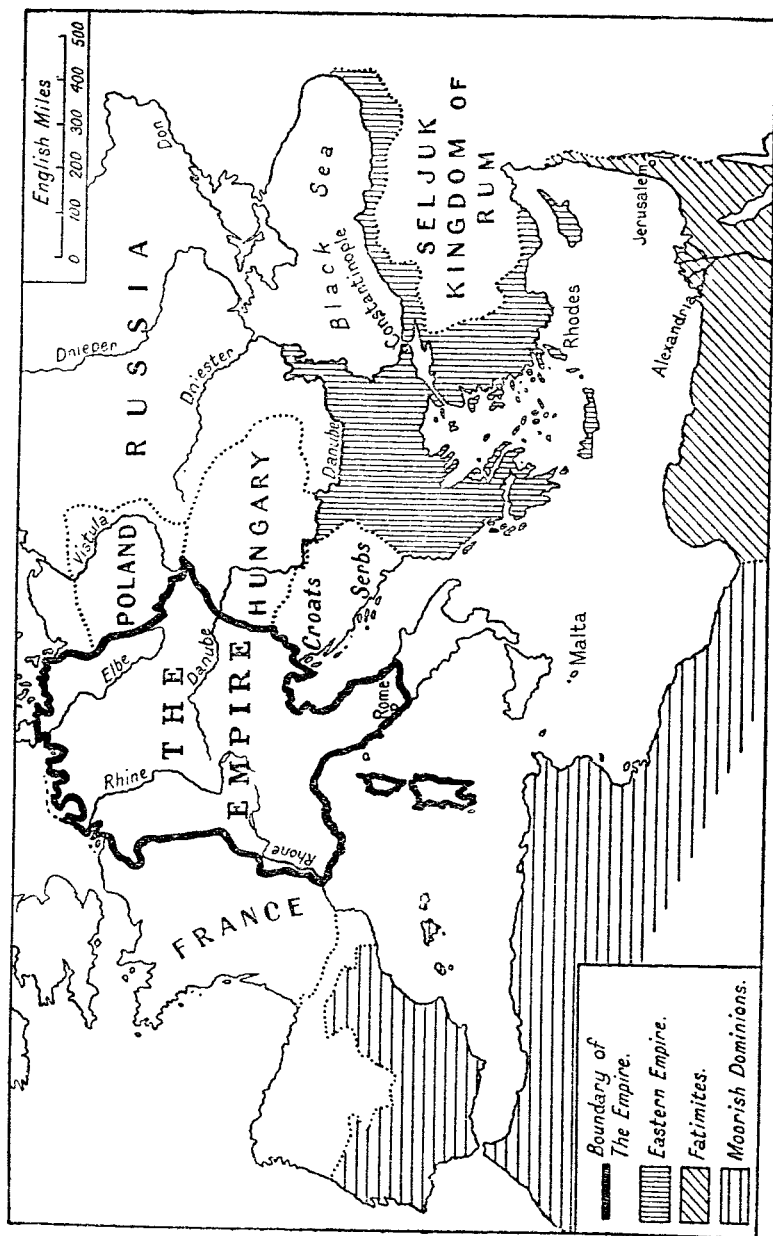 English Miles
0 100 200 300 400 500
RUSSIA
Don
Dnieper
Dniester
Vistula
POLAND
Elbe
Rhine
THE
EMPIRE
Danube
HUNGARY
Danube
Black Sea
Constantinople
SELJUK
KINGDOM OF
RUM
Croats
Serbs
FRANCE
Rhone
Rome
Malta
Rhodes
Jerusalem
Alexandria
Boundary of
The Empire.
Eastern Empire.
Fatimites.
Moorish Dominions.